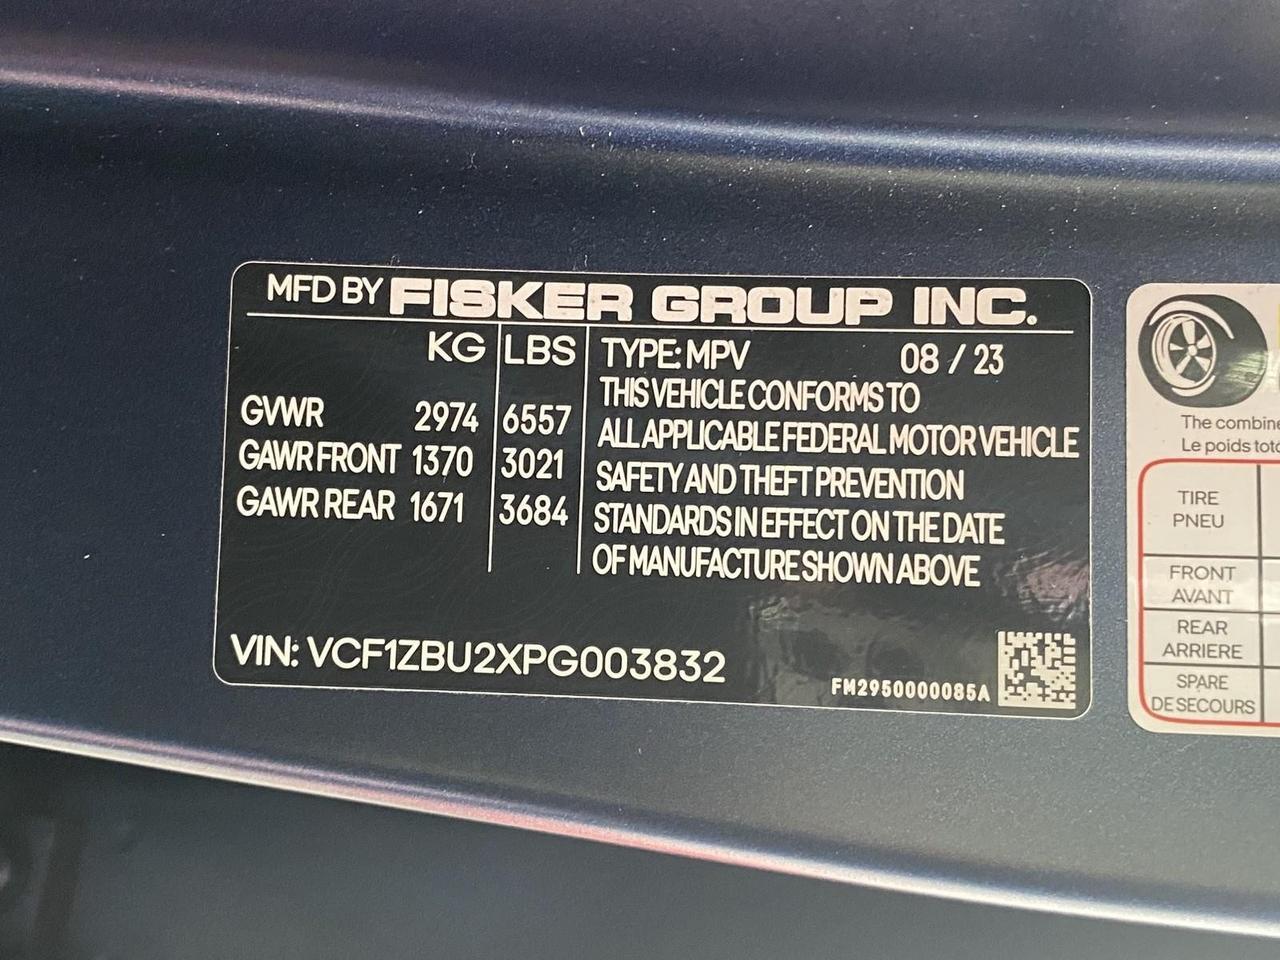 MFD BY FISKER GROUP INC.
KG LBS TYPE: MPV 08 / 23
THIS VEHICLE CONFORMS TO
GVWR 2974 6557
ALL APPLICABLE FEDERAL MOTOR VEHICLE
GAWR FRONT 1370 3021
SAFETY AND THEFT PREVENTION
GAWR REAR 1671 3684
STANDARDS IN EFFECT ON THE DATE
OF MANUFACTURE SHOWN ABOVE
VIN: VCF1ZBU2XPG003832
FM2950000085A
The
Le poids
TIRE
PNEU
FRONT
AVANT
REAR
ARRIERE
SPARE
DE SECOURS